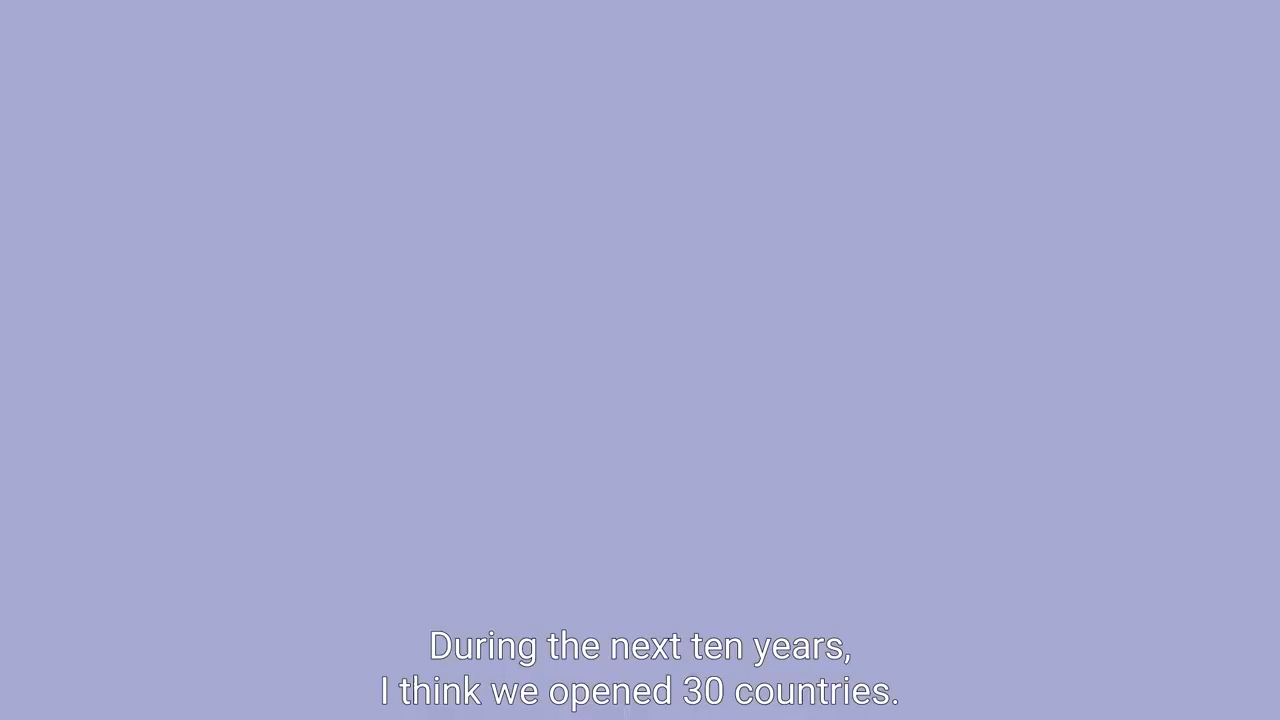 During the next ten years,
I think we opened 30 countries.